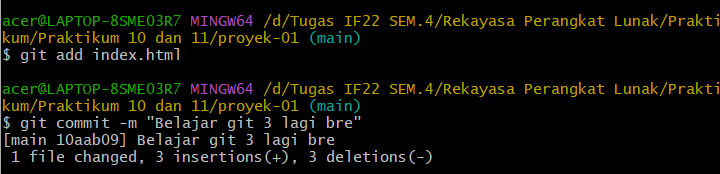 acer@LAPTOP-8SME03R7 MINGW64 /d/Tugas IF22 SEM.4/Rekayasa Perangkat Lunak/Prakti
kum/Praktikum 10 dan 11/proyek-01 (main)
$ git add index.html
acer@LAPTOP-8SME03R7 MINGW64 /d/Tugas IF22 SEM.4/Rekayasa Perangkat Lunak/Prakti
kum/Praktikum 10 dan 11/proyek-01 (main)
$ git commit -m "Belajar git 3 lagi bre"
[main 10aab09] Belajar git 3 lagi bre
 1 file changed, 3 insertions(+), 3 deletions(-)